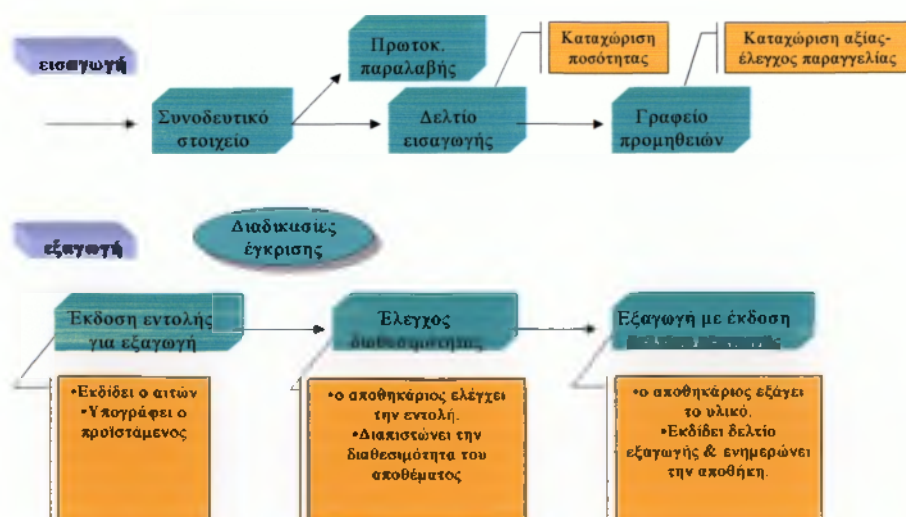 εισαγωγή
Πρωτοκ.
παραλαβής
Καταχώριση
ποσότητας
Καταχώριση αξίας-
έλεγχος παραγγελίας
Συνοδευτικό
στοιχείο
Δελτίο
εισαγωγής
Γραφείο
προμηθειών
εξαγωγή
Διαδικασίες
έγκρισης
Έκδοση εντολής
για εξαγωγή
Έλεγχος
διαθεσιμότητας
Εξαγωγή με έκδοση
•Εκδίδει ο αιτών
•Υπογράφει ο
προϊστάμενος
•ο αποθηκάριος ελέγχει
την εντολή.
•Διαπιστώνει την
διαθεσιμότητα του
αποθέματος
•ο αποθηκάριος εξάγει
το υλικό.
•Εκδίδει δελτίο
εξαγωγής & ενημερώνει
την αποθήκη.